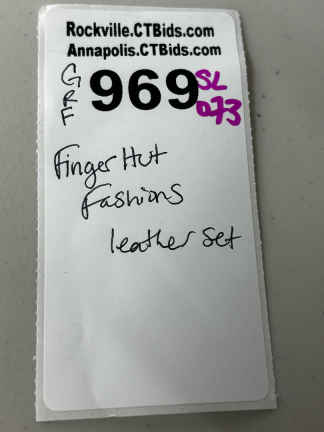 Rockville.CTBids.com
Annapolis.CTBids.com
GRF 969 SL
073
Finger Hut
Fashions
leather set